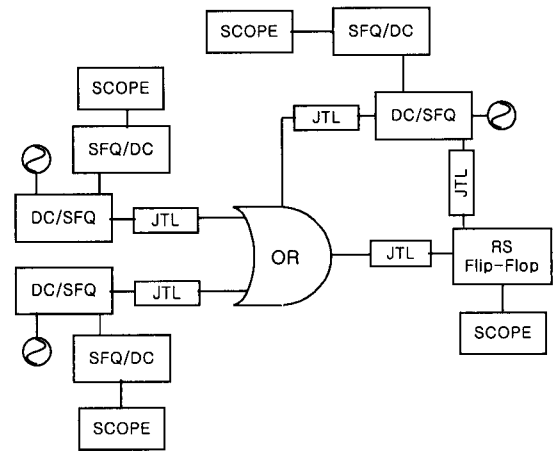 SCOPE
SFQ/DC
SCOPE
JTL
DC/SFQ
SFQ/DC
JTL
DC/SFQ
JTL
OR
JTL
RS
Flip-Flop
DC/SFQ
JTL
SCOPE
SFQ/DC
SCOPE